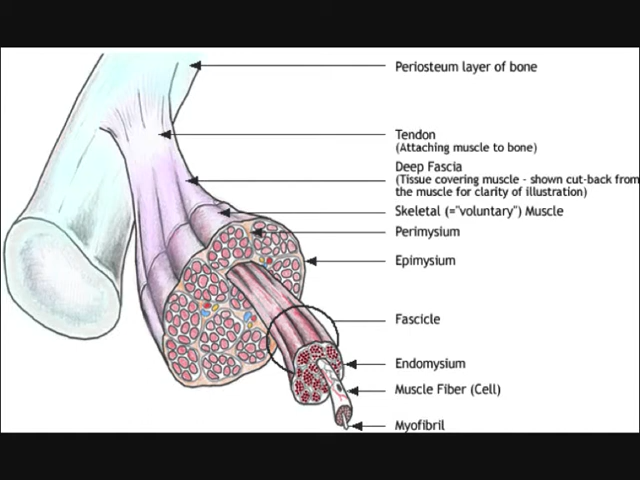 Periosteum layer of bone
Tendon
(Attaching muscle to bone)
Deep Fascia
(Tissue covering muscle - shown cut-back from
the muscle for clarity of illustration)
Skeletal (="voluntary") Muscle
Perimysium
Epimysium
Fascicle
Endomysium
Muscle Fiber (Cell)
Myofibril